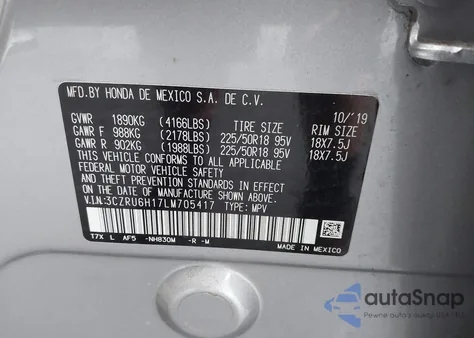 MFD.BY HONDA DE MEXICO S.A. DE C.V.
10/'19
GVWR 1890KG (4166LBS) TIRE SIZE RIM SIZE
GAWR F 988KG (2178LBS) 225/50R18 95V 18X7.5J
GAWR R 902KG (1988LBS) 225/50R18 95V 18X7.5J
THIS VEHICLE CONFORMS TO ALL APPLICABLE
FEDERAL MOTOR VEHICLE SAFETY AND
THEFT PREVENTION STANDARDS IN EFFECT ON
THE DATE OF MANUFACTURE SHOWN ABOVE.
V.I.N:3CZRU6H17LM705417 TYPE: MPV
T7X L AF5 -NH830M -R -M
MADE IN MEXICO
autoSnap